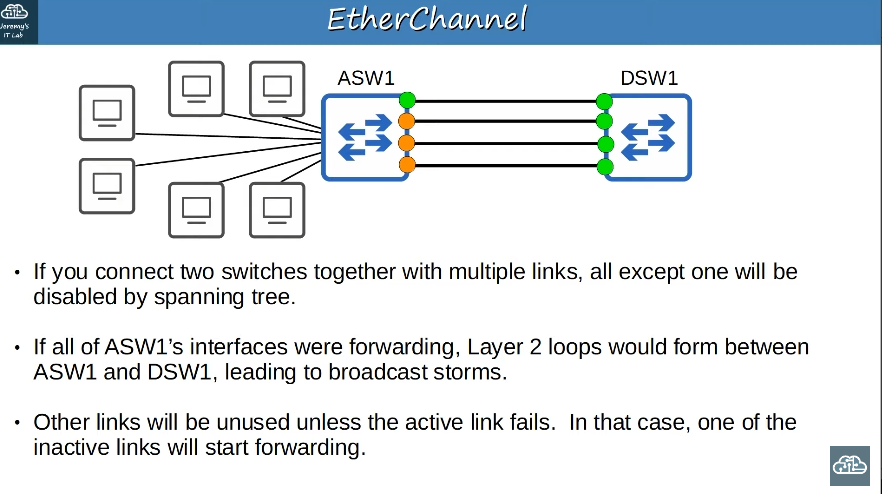 Jeremy's
IT Lab
EtherChannel
ASW1
DSW1
• If you connect two switches together with multiple links, all except one will be
disabled by spanning tree.
• If all of ASW1’s interfaces were forwarding, Layer 2 loops would form between
ASW1 and DSW1, leading to broadcast storms.
• Other links will be unused unless the active link fails.  In that case, one of the
inactive links will start forwarding.